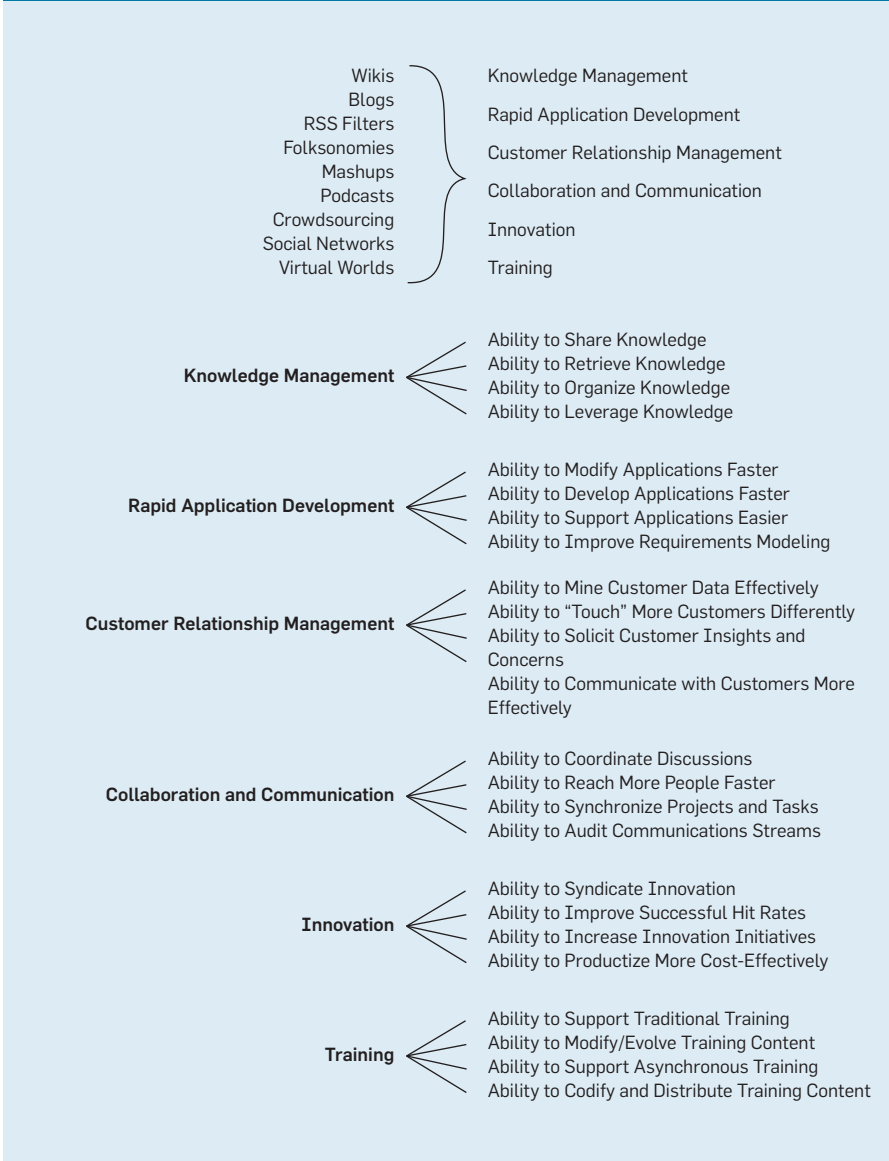 Wikis
Blogs
RSS Filters
Folksonomies
Mashups
Podcasts
Crowdsourcing
Social Networks
Virtual Worlds
Knowledge Management
Rapid Application Development
Customer Relationship Management
Collaboration and Communication
Innovation
Training
Knowledge Management
Ability to Share Knowledge
Ability to Retrieve Knowledge
Ability to Organize Knowledge
Ability to Leverage Knowledge
Rapid Application Development
Ability to Modify Applications Faster
Ability to Develop Applications Faster
Ability to Support Applications Easier
Ability to Improve Requirements Modeling
Customer Relationship Management
Ability to Mine Customer Data Effectively
Ability to “Touch” More Customers Differently
Ability to Solicit Customer Insights and
Concerns
Ability to Communicate with Customers More
Effectively
Collaboration and Communication
Ability to Coordinate Discussions
Ability to Reach More People Faster
Ability to Synchronize Projects and Tasks
Ability to Audit Communications Streams
Innovation
Ability to Syndicate Innovation
Ability to Improve Successful Hit Rates
Ability to Increase Innovation Initiatives
Ability to Productize More Cost-Effectively
Training
Ability to Support Traditional Training
Ability to Modify/Evolve Training Content
Ability to Support Asynchronous Training
Ability to Codify and Distribute Training Content